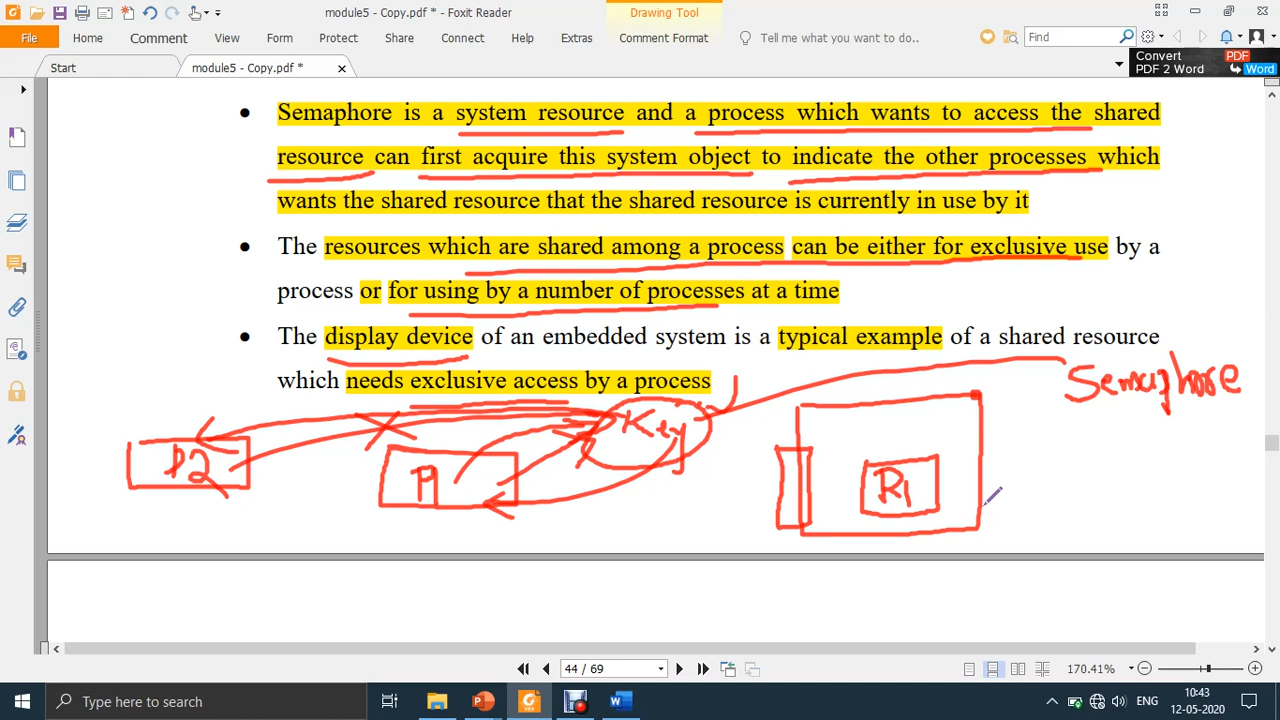 module5 - Copy.pdf * - Foxit Reader
Drawing Tool
File Home Comment View Form Protect Share Connect Help Extras Comment Format Tell me what you want to do... Find
Start module5 - Copy.pdf *
Convert PDF
PDF 2 Word Word
• Semaphore is a system resource and a process which wants to access the shared
resource can first acquire this system object to indicate the other processes which
wants the shared resource that the shared resource is currently in use by it
• The resources which are shared among a process can be either for exclusive use by a
process or for using by a number of processes at a time
• The display device of an embedded system is a typical example of a shared resource
which needs exclusive access by a process
Semaphore
Key
P2
P1
R1
44 / 69
170.41%
Type here to search
ENG
10:43
12-05-2020